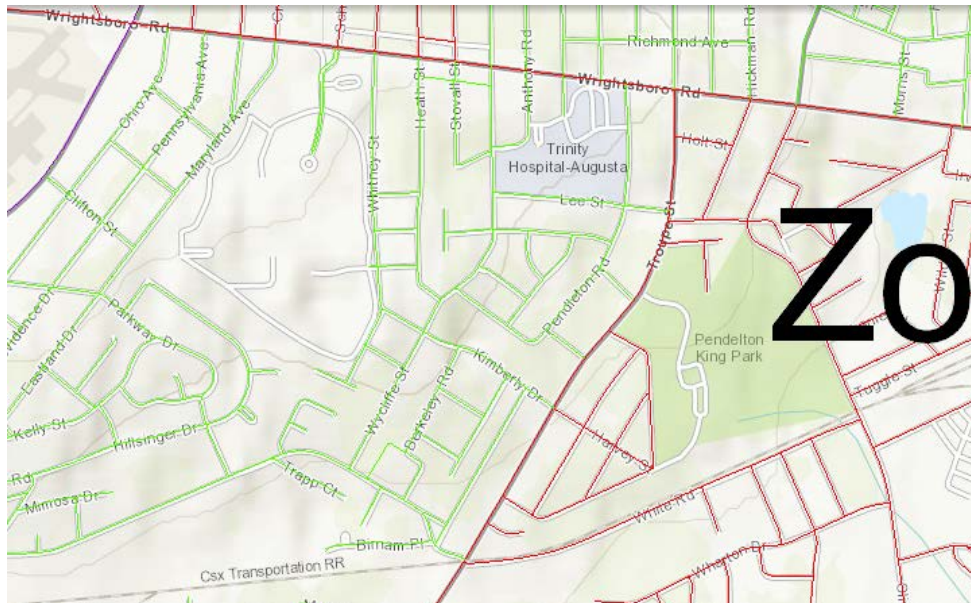 Wrightsboro Rd
Richmond Ave
Hickman Rd
Anthony Rd
Wrightsboro Rd
Morris St
Ohio Ave
Pennsylvania Ave
Maryland Ave
Heath St
Stovall St
Whitney St
Trinity
Hospital-Augusta
Holt St
Lee St
Clifton St
Troupe St
Zo
Parkway Dr
Pendleton Rd
Eastland Dr
Pendelton
King Park
Kimberly Dr
Wycliffe St
Berkeley Rd
Tuggle St
Kelly St
Hillsinger Dr
Harvey St
Rd
Trapp Ct
Mimosa Dr
White Rd
Birnam Pl
Wharton Dr
Csx Transportation RR